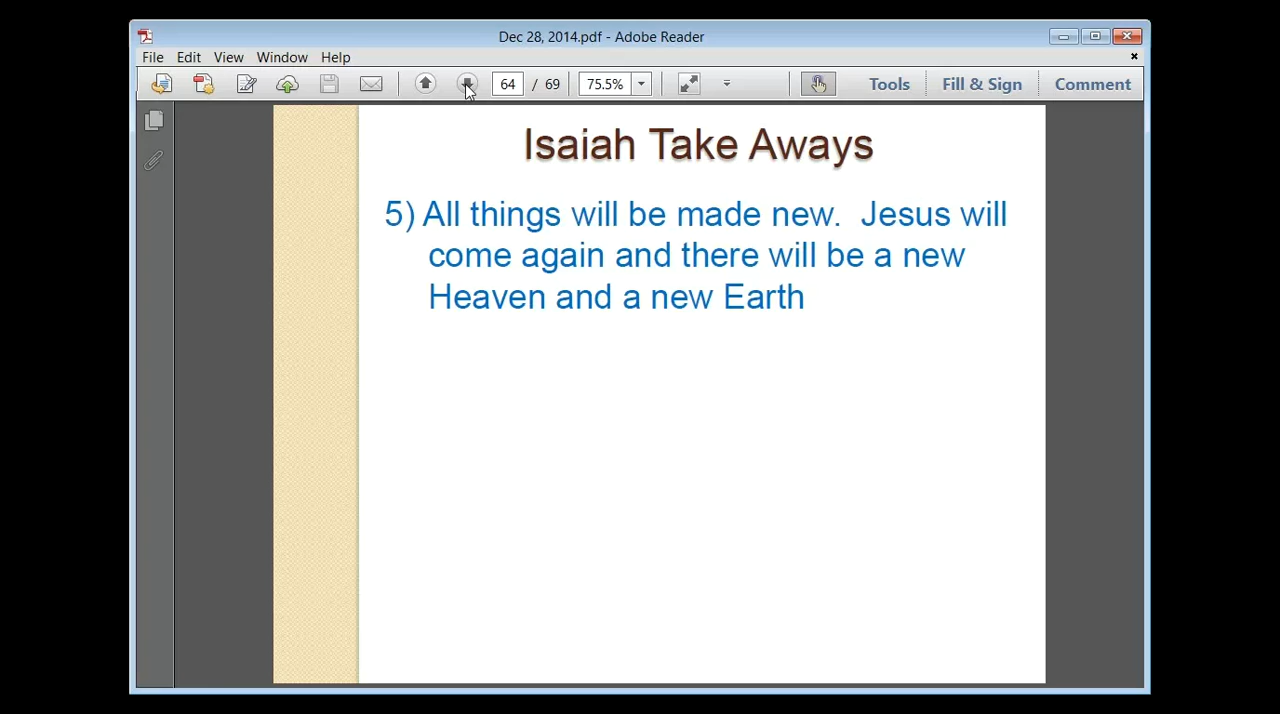 Dec 28, 2014.pdf - Adobe Reader
File Edit View Window Help
64 / 69 75.5% Tools Fill & Sign Comment
Isaiah Take Aways
5) All things will be made new. Jesus will
come again and there will be a new
Heaven and a new Earth